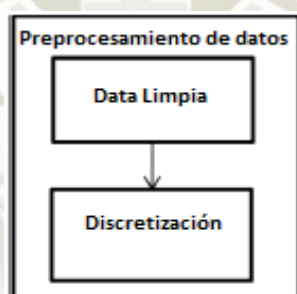 Preprocesamiento de datos
Data Limpia
Discretización